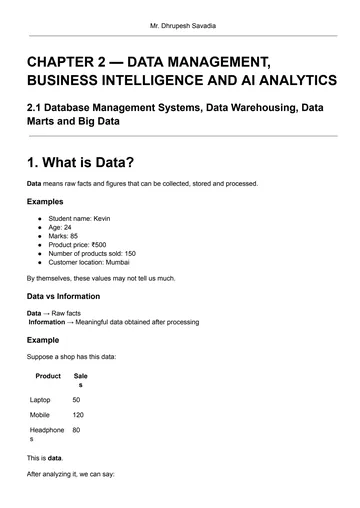 Mr. Dhrupesh Savadia
CHAPTER 2 — DATA MANAGEMENT,
BUSINESS INTELLIGENCE AND AI ANALYTICS
2.1 Database Management Systems, Data Warehousing, Data
Marts and Big Data
1. What is Data?
Data means raw facts and figures that can be collected, stored and processed.
Examples
● Student name: Kevin
● Age: 24
● Marks: 85
● Product price: ₹500
● Number of products sold: 150
● Customer location: Mumbai
By themselves, these values may not tell us much.
Data vs Information
Data → Raw facts
Information → Meaningful data obtained after processing
Example
Suppose a shop has this data:
Product Sale
s
Laptop 50
Mobile 120
Headphone 80
s
This is data.
After analyzing it, we can say: